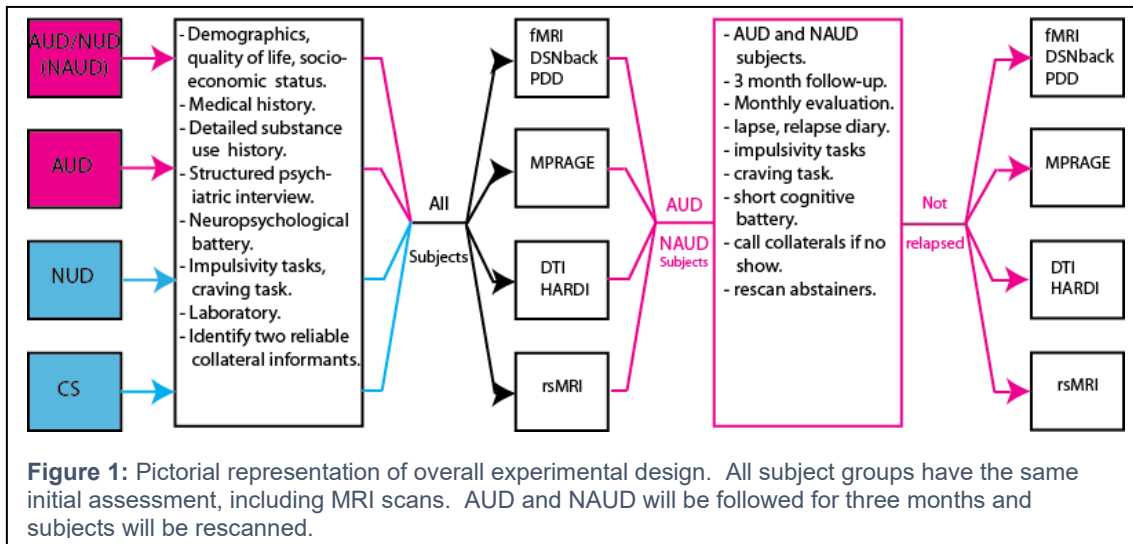 AUD/NUD
(NAUD)
AUD
NUD
CS
- Demographics,
quality of life, socio-
economic status.
- Medical history.
- Detailed substance
use history.
- Structured psych-
iatric interview.
- Neuropsychological
battery.
- Impulsivity tasks,
craving task.
- Laboratory.
- Identify two reliable
collateral informants.
All
Subjects
fMRI
DSNback
PDD
MPRAGE
DTI
HARDI
rsMRI
AUD
NAUD
Subjects
- AUD and NAUD
subjects.
- 3 month follow-up.
- Monthly evaluation.
- lapse, relapse diary.
- impulsivity tasks
- craving task.
- short cognitive
battery.
- call collaterals if no
show.
- rescan abstainers.
Not
relapsed
fMRI
DSNback
PDD
MPRAGE
DTI
HARDI
rsMRI
Figure 1: Pictorial representation of overall experimental design. All subject groups have the same
initial assessment, including MRI scans. AUD and NAUD will be followed for three months and
subjects will be rescanned.